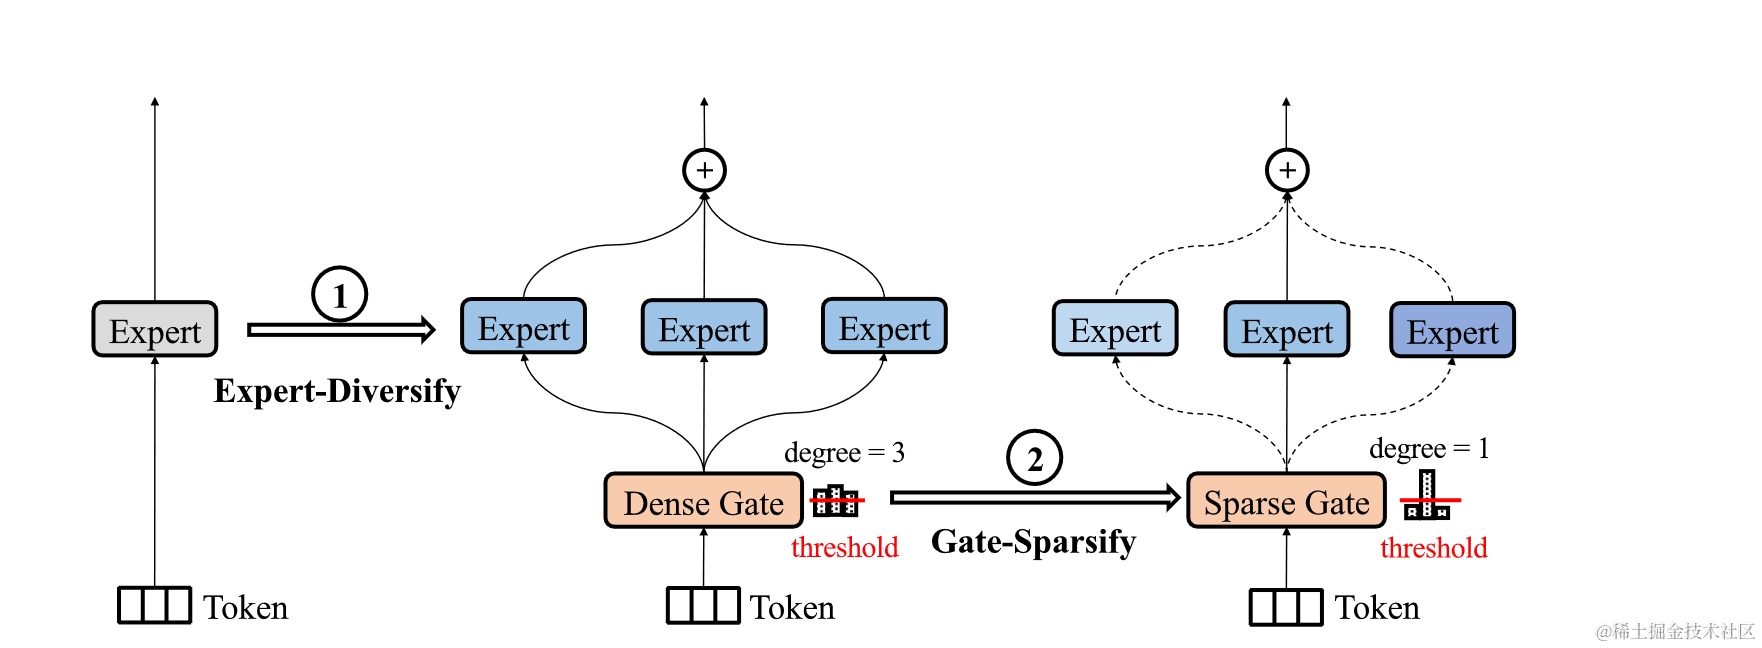 Expert
Token
1
Expert-Diversify
+
Expert
Expert
Expert
degree = 3
Dense Gate
threshold
Token
2
Gate-Sparsify
+
Expert
Expert
Expert
degree = 1
Sparse Gate
threshold
Token
@稀土掘金技术社区